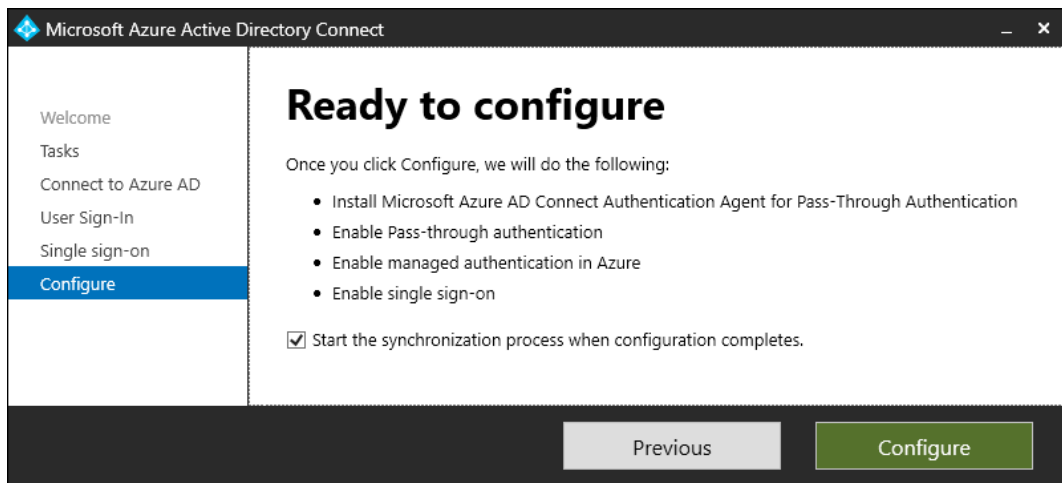 Microsoft Azure Active Directory Connect
Welcome
Tasks
Connect to Azure AD
User Sign-In
Single sign-on
Configure
Ready to configure
Once you click Configure, we will do the following:
• Install Microsoft Azure AD Connect Authentication Agent for Pass-Through Authentication
• Enable Pass-through authentication
• Enable managed authentication in Azure
• Enable single sign-on
Start the synchronization process when configuration completes.
Previous
Configure